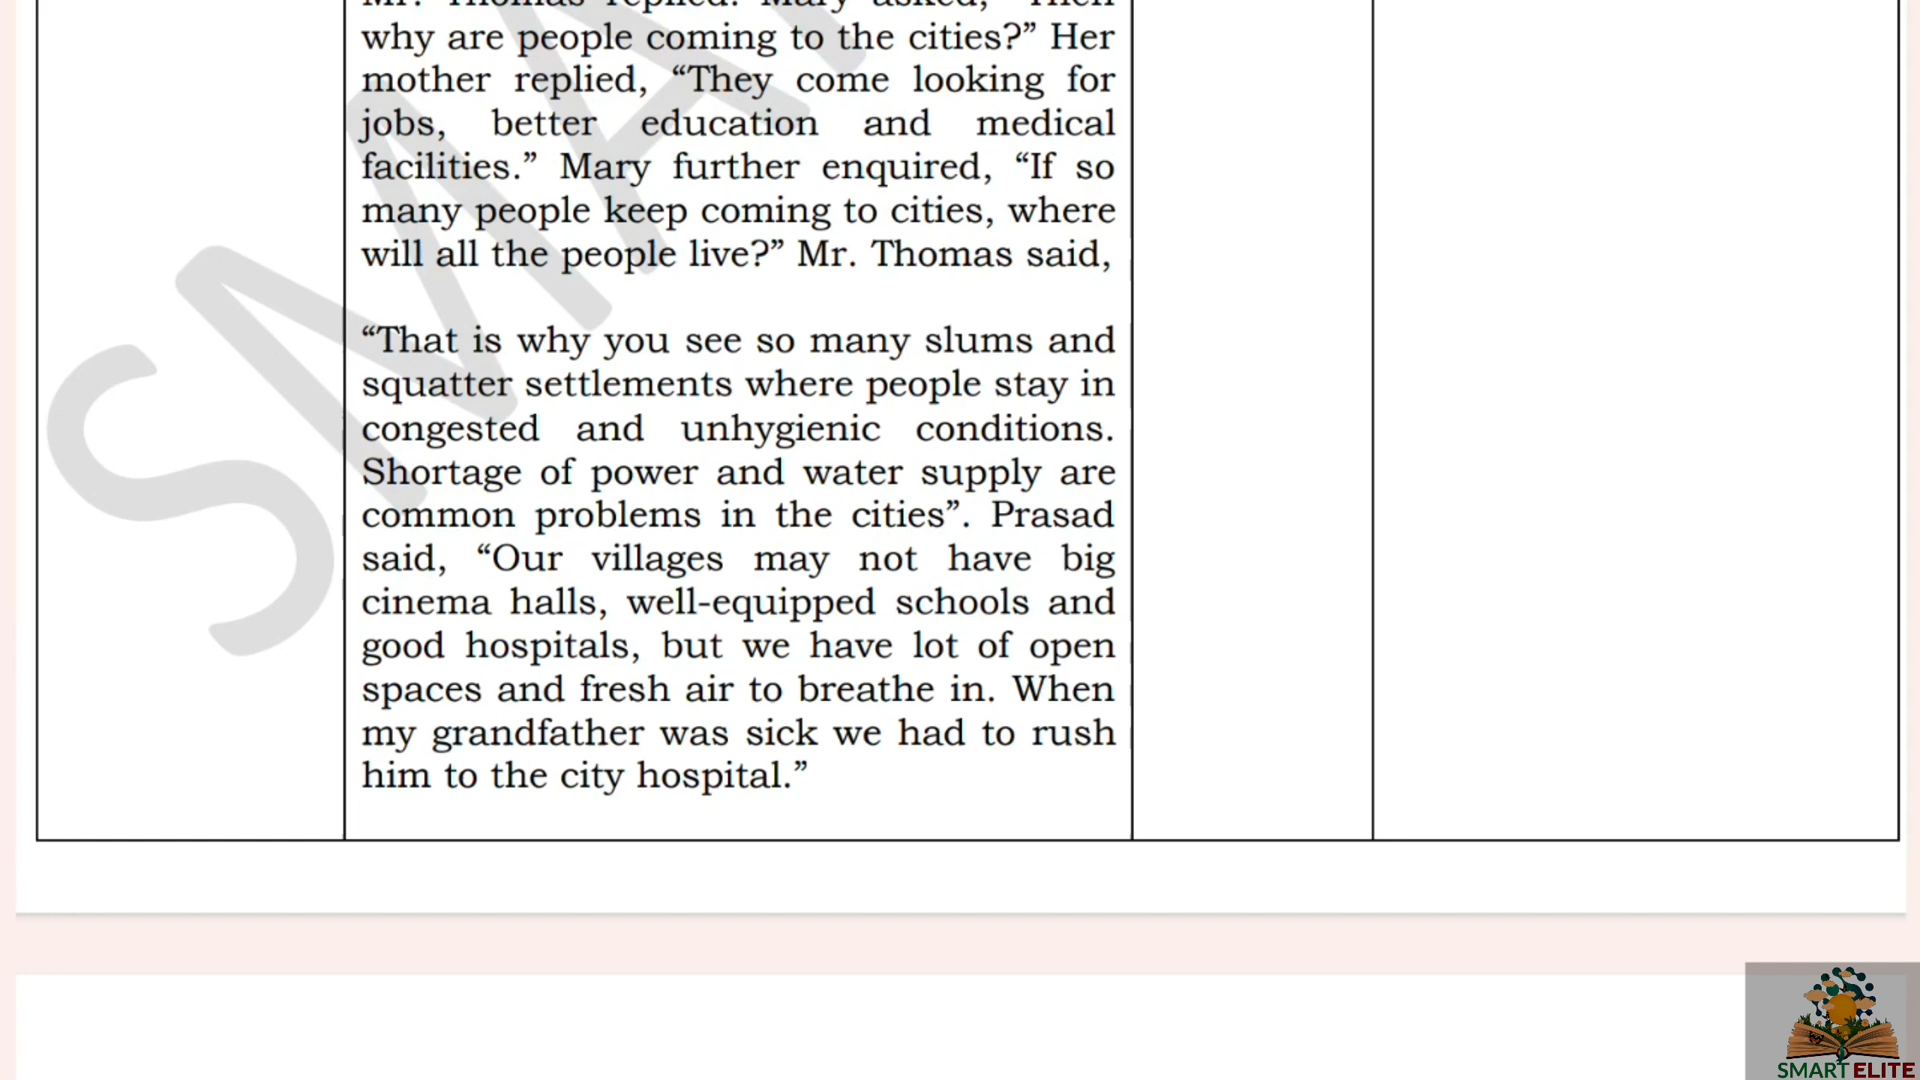 Mr. Thomas replied. Mary asked, “Then
why are people coming to the cities?” Her
mother replied, “They come looking for
jobs, better education and medical
facilities.” Mary further enquired, “If so
many people keep coming to cities, where
will all the people live?” Mr. Thomas said,
“That is why you see so many slums and
squatter settlements where people stay in
congested and unhygienic conditions.
Shortage of power and water supply are
common problems in the cities”. Prasad
said, “Our villages may not have big
cinema halls, well-equipped schools and
good hospitals, but we have lot of open
spaces and fresh air to breathe in. When
my grandfather was sick we had to rush
him to the city hospital.”
SMART ELITE